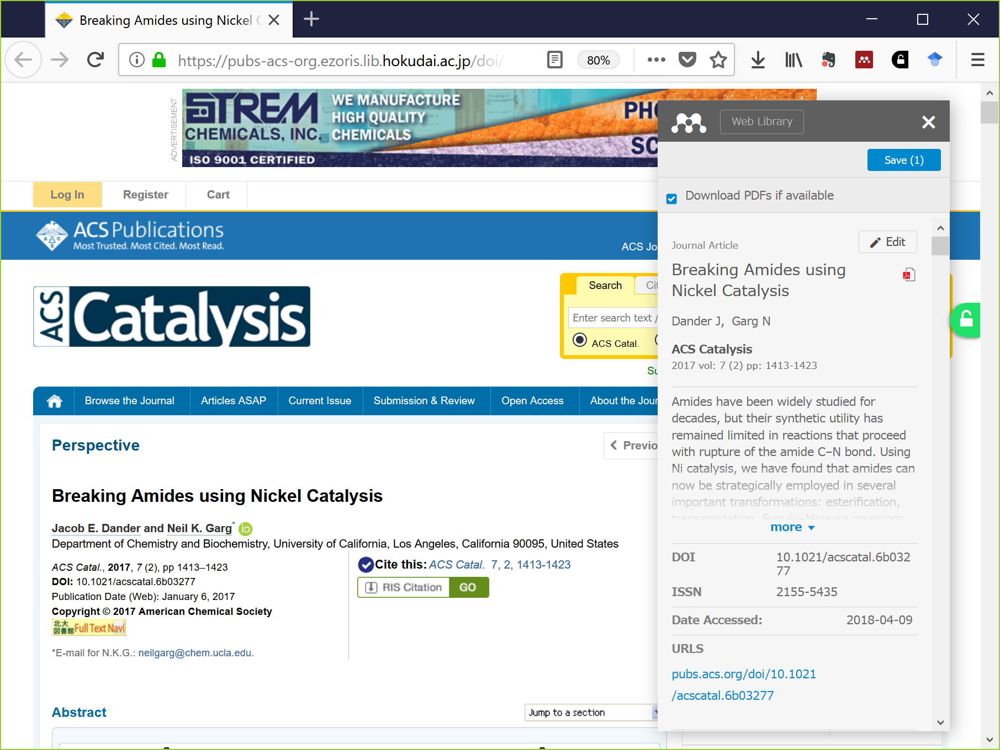 Breaking Amides using Nickel
https://pubs-acs-org.ezoris.lib.hokudai.ac.jp/doi/
80%
ADVERTISEMENT
STREM
CHEMICALS, INC.
WE MANUFACTURE
HIGH QUALITY
CHEMICALS
ISO 9001 CERTIFIED
Log In
Register
Cart
ACS Publications
Most Trusted. Most Cited. Most Read.
ACS
Catalysis
Search
Enter search text /
ACS Catal.
Browse the Journal
Articles ASAP
Current Issue
Submission & Review
Open Access
About the
Perspective
Breaking Amides using Nickel Catalysis
Jacob E. Dander and Neil K. Garg*
iD
Department of Chemistry and Biochemistry, University of California, Los Angeles, California 90095, United States
ACS Catal., 2017, 7 (2), pp 1413–1423
DOI: 10.1021/acscatal.6b03277
Publication Date (Web): January 6, 2017
Copyright © 2017 American Chemical Society
北大
図書館 Full Text Navi
*E-mail for N.K.G.: neilgarg@chem.ucla.edu.
Cite this: ACS Catal. 7, 2, 1413-1423
RIS Citation GO
Abstract
Jump to a section
Web Library
Save (1)
Download PDFs if available
Journal Article
Edit
Breaking Amides using
Nickel Catalysis
Dander J, Garg N
ACS Catalysis
2017 vol: 7 (2) pp: 1413-1423
Amides have been widely studied for
decades, but their synthetic utility has
remained limited in reactions that proceed
with rupture of the amide C–N bond. Using
Ni catalysis, we have found that amides can
now be strategically employed in several
important transformations: esterification,
transamidation, Suzuki–Miyaura couplings
more
DOI 10.1021/acscatal.6b032
77
ISSN 2155-5435
Date Accessed: 2018-04-09
URLS
pubs.acs.org/doi/10.1021
/acscatal.6b03277